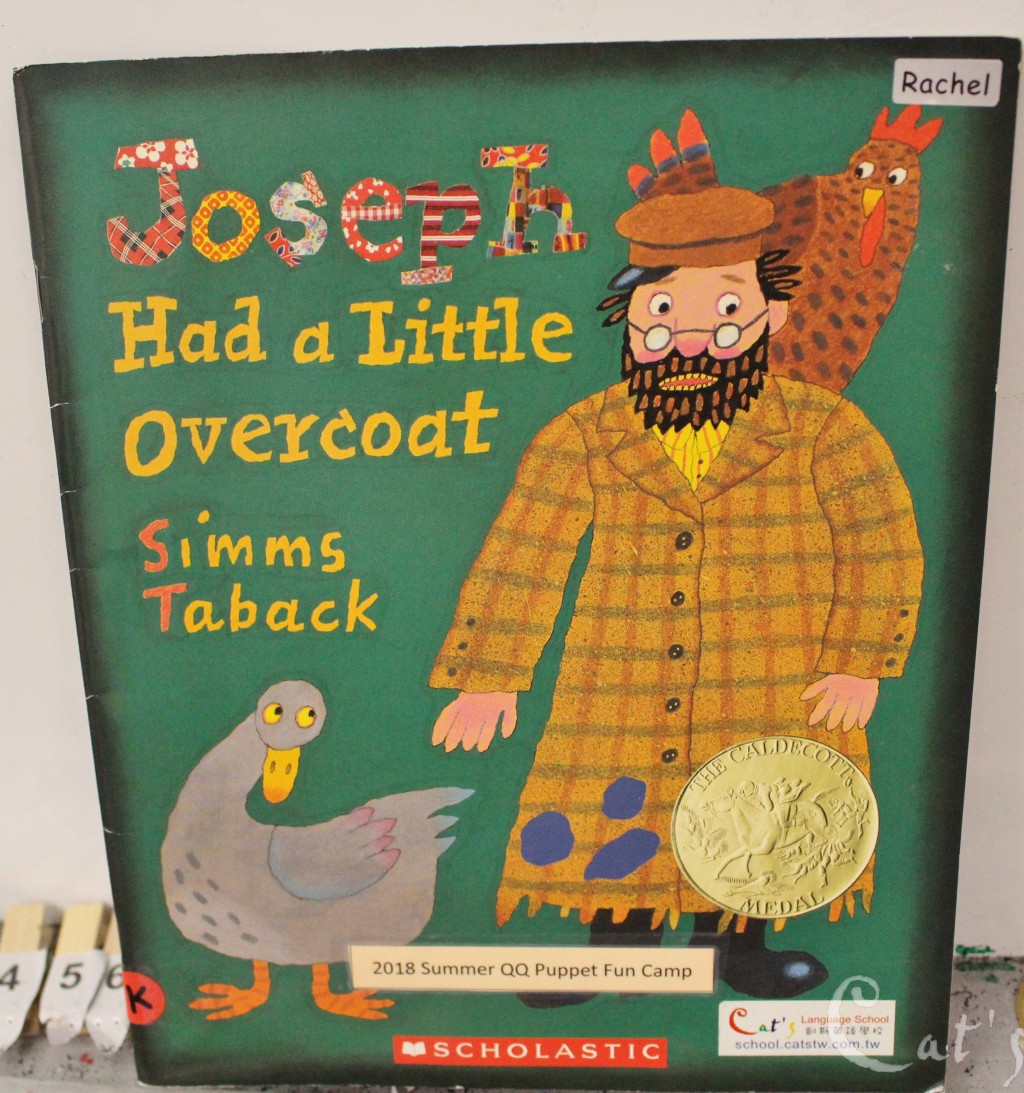 Rachel
Joseph
Had a Little
Overcoat
Simms
Taback
THE CALDECOTT
MEDAL
2018 Summer QQ Puppet Fun Camp
4 5 6
K
Cat's Language School
school.catstw.com.tw
SCHOLASTIC
Cat's